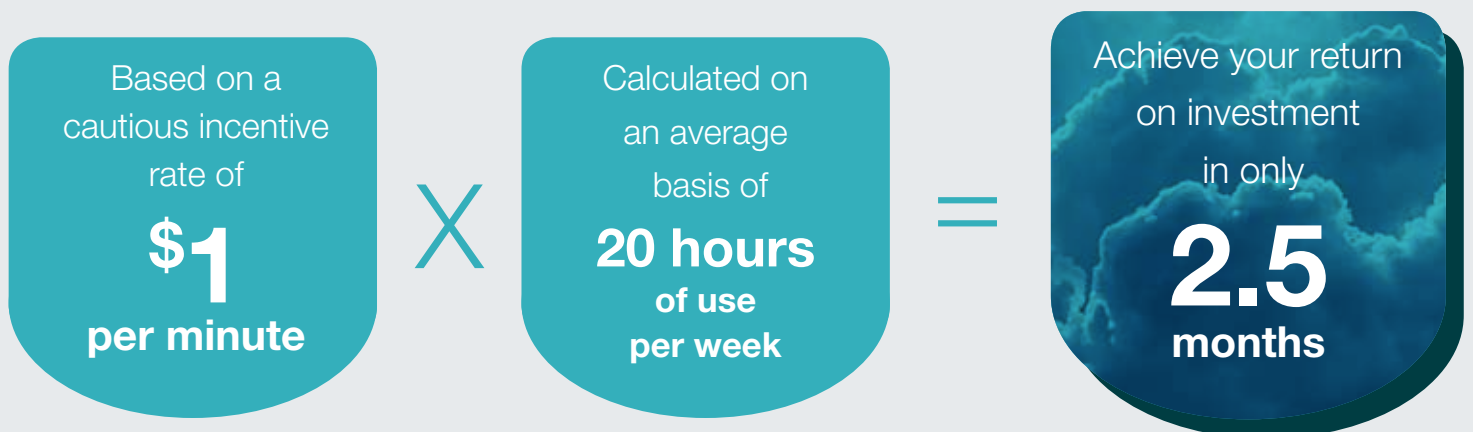 Based on a
cautious incentive
rate of
$1
per minute
X
Calculated on
an average
basis of
20 hours
of use
per week
=
Achieve your return
on investment
in only
2.5
months